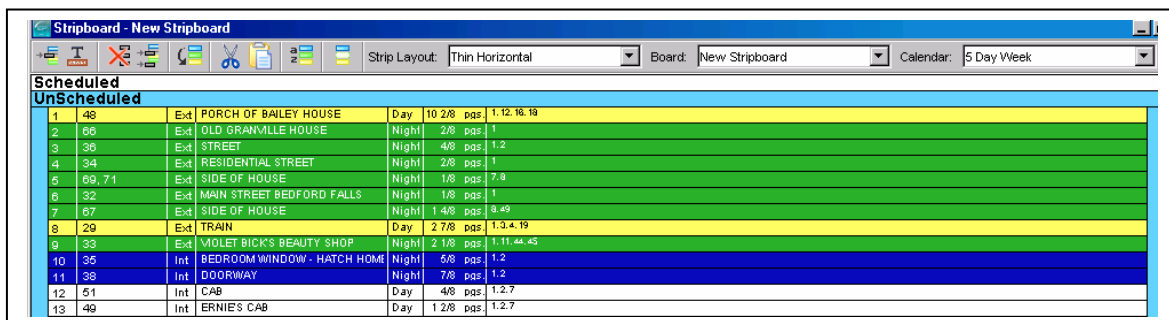 Stripboard - New Stripboard
Strip Layout: Thin Horizontal Board: New Stripboard Calendar: 5 Day Week
Scheduled
UnScheduled
1 48 Ext PORCH OF BAILEY HOUSE Day 10 2/8 pgs. 1.12.16.18
2 66 Ext OLD GRANVILLE HOUSE Night 2/8 pgs. 1
3 36 Ext STREET Night 4/8 pgs. 1.2
4 34 Ext RESIDENTIAL STREET Night 2/8 pgs. 1
5 69, 71 Ext SIDE OF HOUSE Night 1/8 pgs. 7.8
6 32 Ext MAIN STREET BEDFORD FALLS Night 1/8 pgs. 1
7 67 Ext SIDE OF HOUSE Night 1 4/8 pgs. 8.49
8 29 Ext TRAIN Day 2 7/8 pgs. 1.3.4.19
9 33 Ext VIOLET BICK'S BEAUTY SHOP Night 2 1/8 pgs. 1.11.44.45
10 35 Int BEDROOM WINDOW - HATCH HOME Night 5/8 pgs. 1.2
11 38 Int DOORWAY Night 7/8 pgs. 1.2
12 51 Int CAB Day 4/8 pgs. 1.2.7
13 49 Int ERNIE'S CAB Day 1 2/8 pgs. 1.2.7